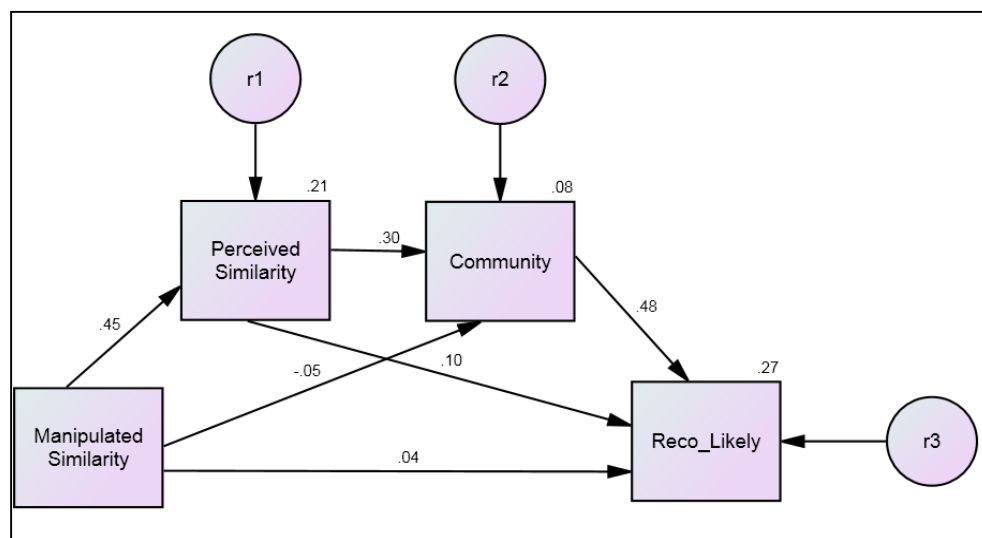 r1
r2
.21
.08
Perceived
Similarity
.30
Community
.45
.48
-.05
.10
.27
Manipulated
Similarity
Reco_Likely
r3
.04